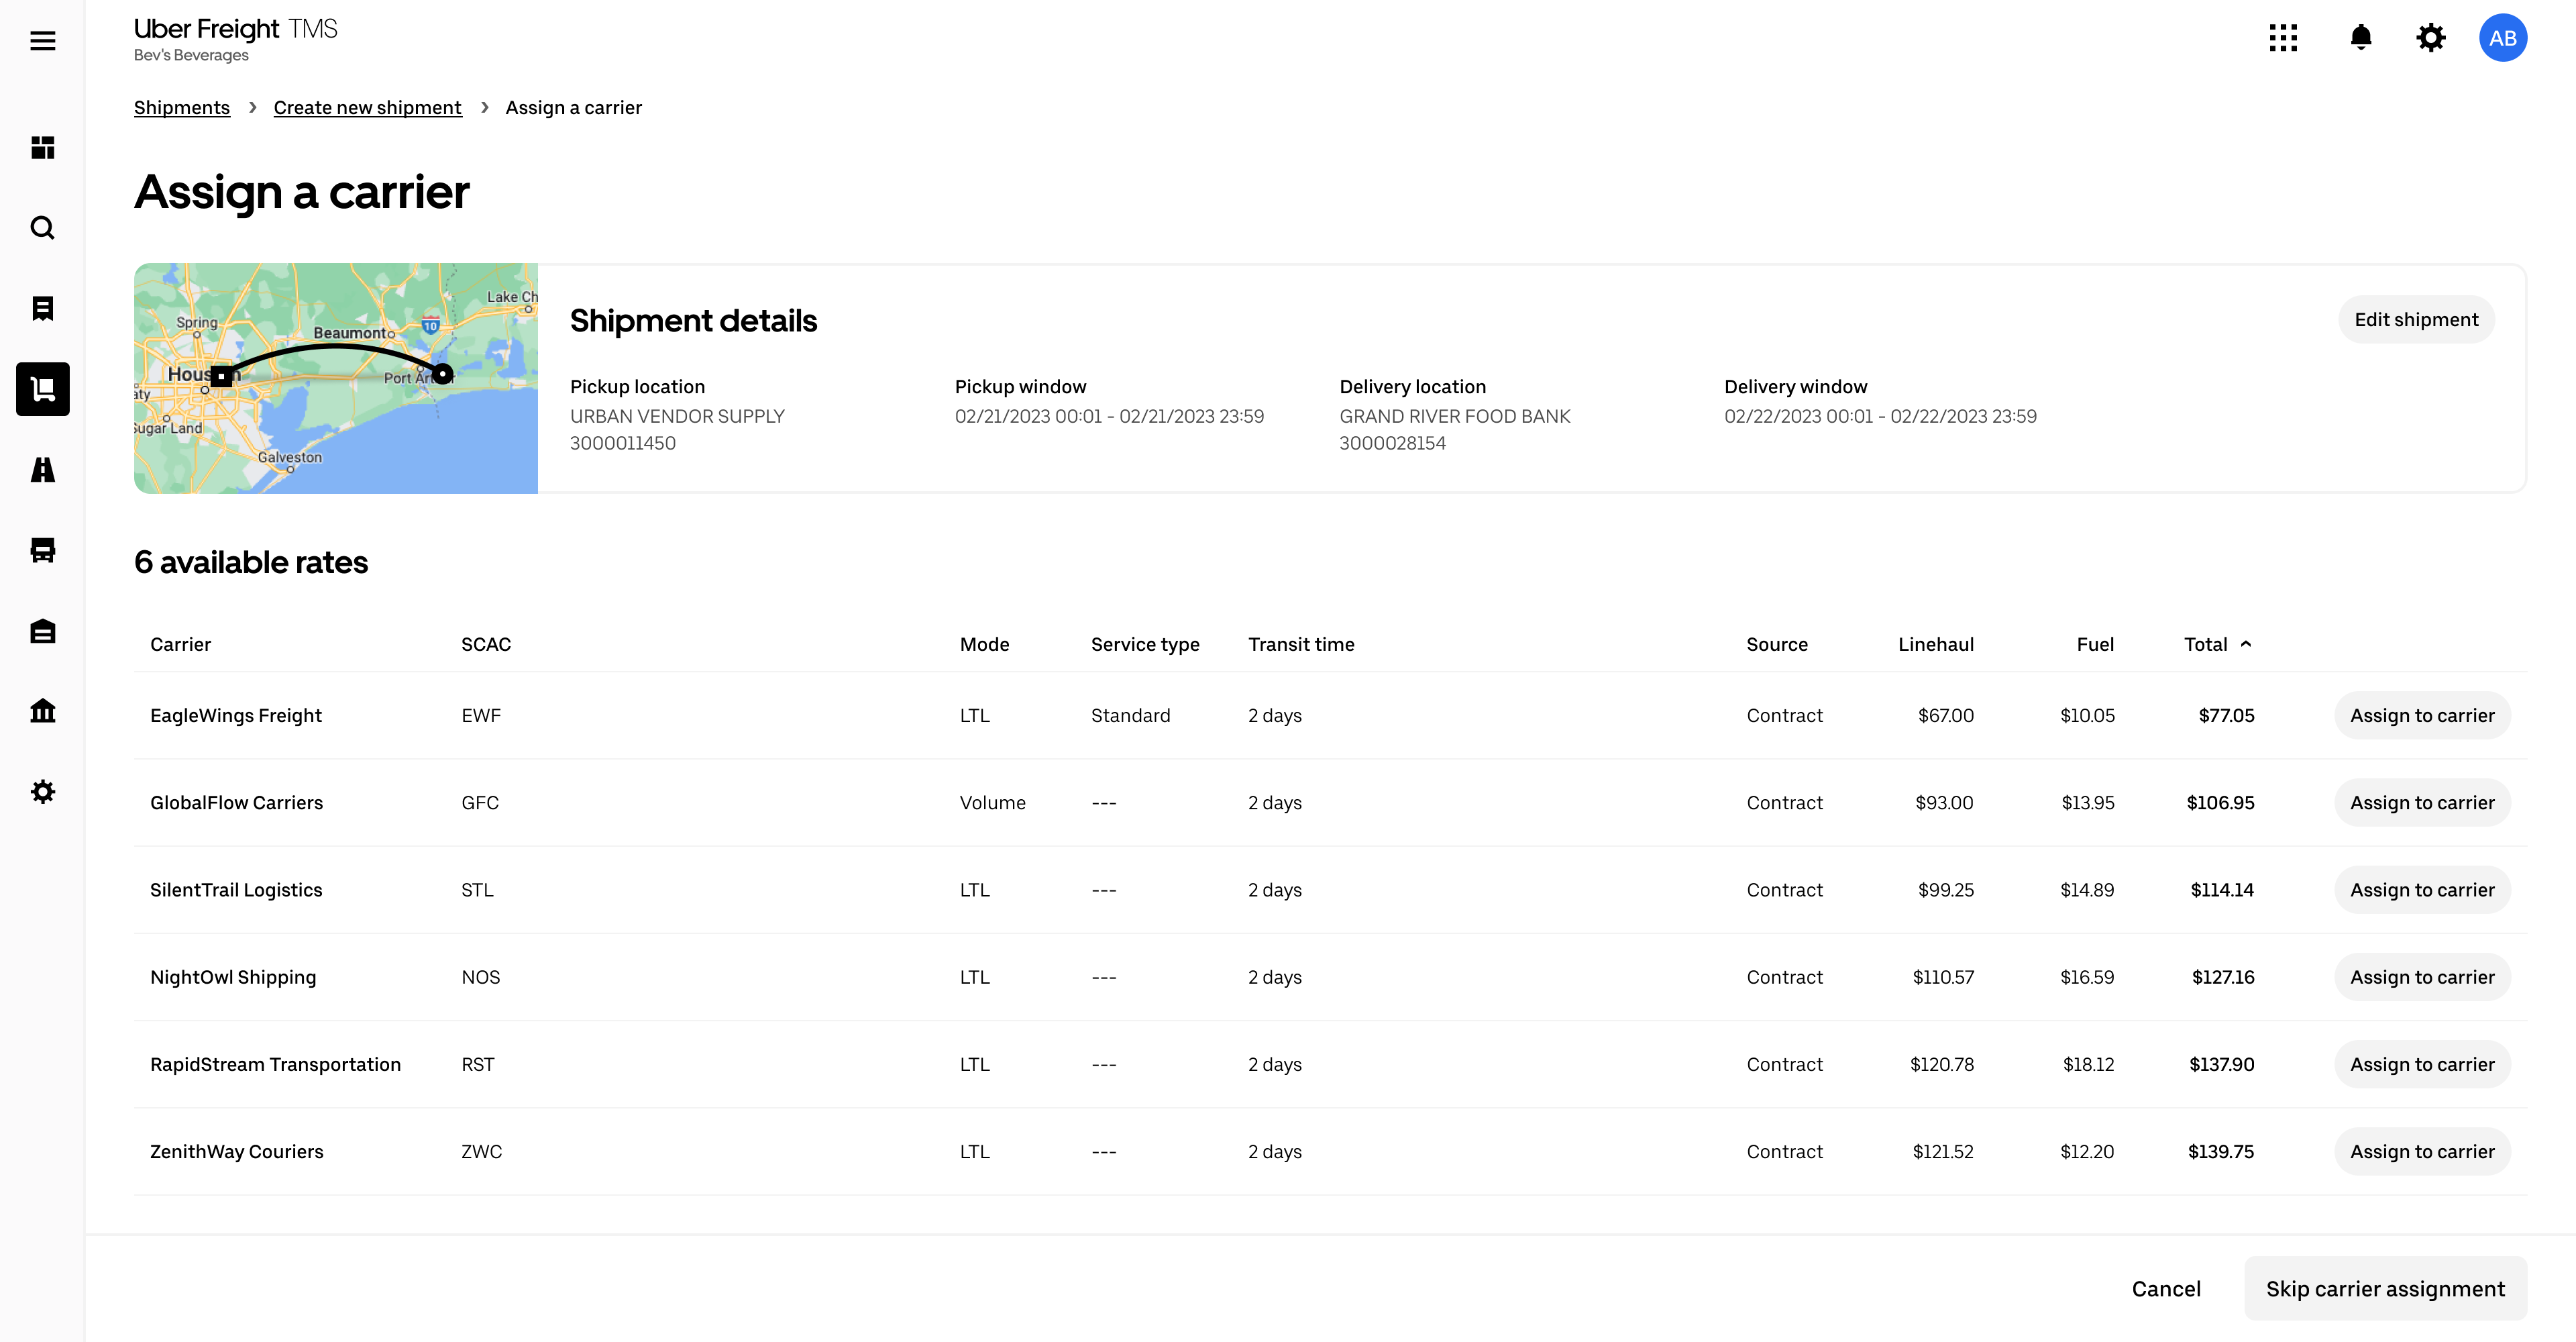 Uber Freight TMS
Bev's Beverages
AB
Shipments > Create new shipment > Assign a carrier
Assign a carrier
Lake Ch
Spring
Beaumont
10
Houston
Port Arthur
aty
Sugar Land
Galveston
Shipment details
Edit shipment
Pickup location Pickup window Delivery location Delivery window
URBAN VENDOR SUPPLY 02/21/2023 00:01 - 02/21/2023 23:59 GRAND RIVER FOOD BANK 02/22/2023 00:01 - 02/22/2023 23:59
3000011450 3000028154
6 available rates
Carrier SCAC Mode Service type Transit time Source Linehaul Fuel Total
EagleWings Freight EWF LTL Standard 2 days Contract $67.00 $10.05 $77.05 Assign to carrier
GlobalFlow Carriers GFC Volume --- 2 days Contract $93.00 $13.95 $106.95 Assign to carrier
SilentTrail Logistics STL LTL --- 2 days Contract $99.25 $14.89 $114.14 Assign to carrier
NightOwl Shipping NOS LTL --- 2 days Contract $110.57 $16.59 $127.16 Assign to carrier
RapidStream Transportation RST LTL --- 2 days Contract $120.78 $18.12 $137.90 Assign to carrier
ZenithWay Couriers ZWC LTL --- 2 days Contract $121.52 $12.20 $139.75 Assign to carrier
Cancel Skip carrier assignment